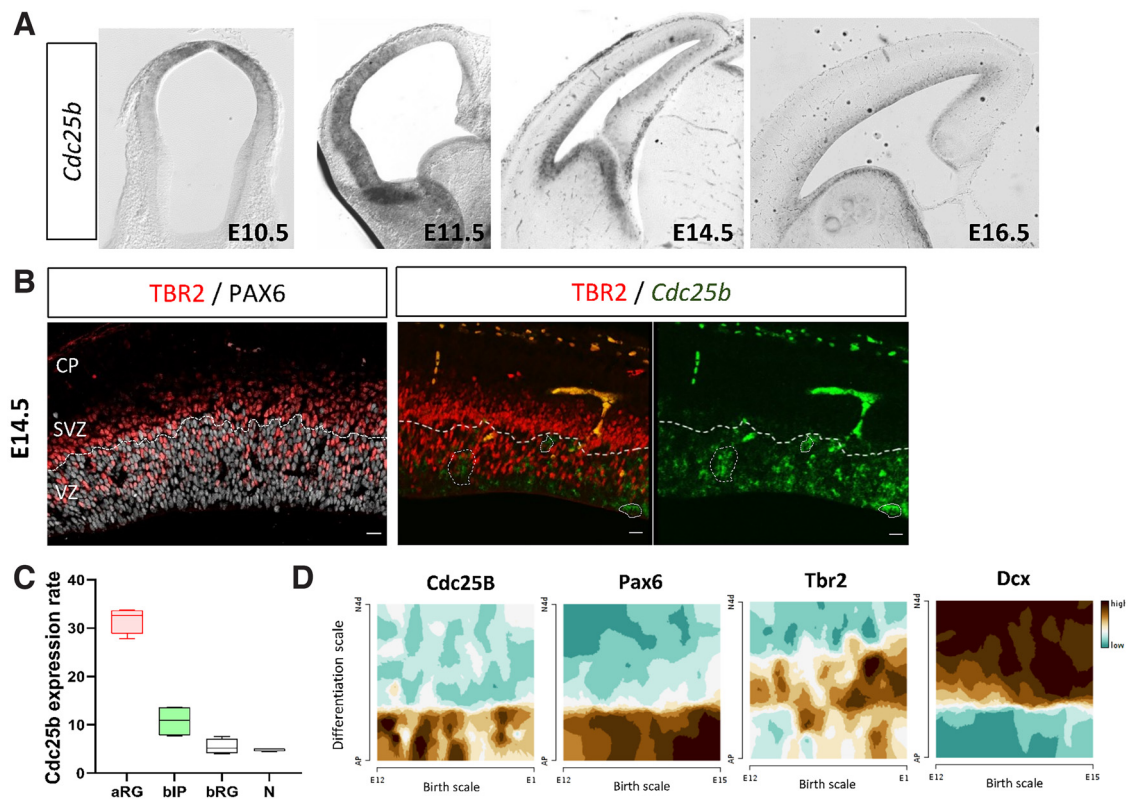 A
Cdc25b
E10.5
E11.5
E14.5
E16.5
B
TBR2 / PAX6
TBR2 / Cdc25b
E14.5
CP
SVZ
VZ
C
Cdc25b expression rate
40
30
20
10
0
aRG bIP bRG N
D
Cdc25B Pax6 Tbr2 Dcx
Differentiation scale
N4d N4d N4d N4d
AP AP AP AP
high
low
E12 E1 E12 E15 E12 E1 E12 E15
Birth scale Birth scale Birth scale Birth scale